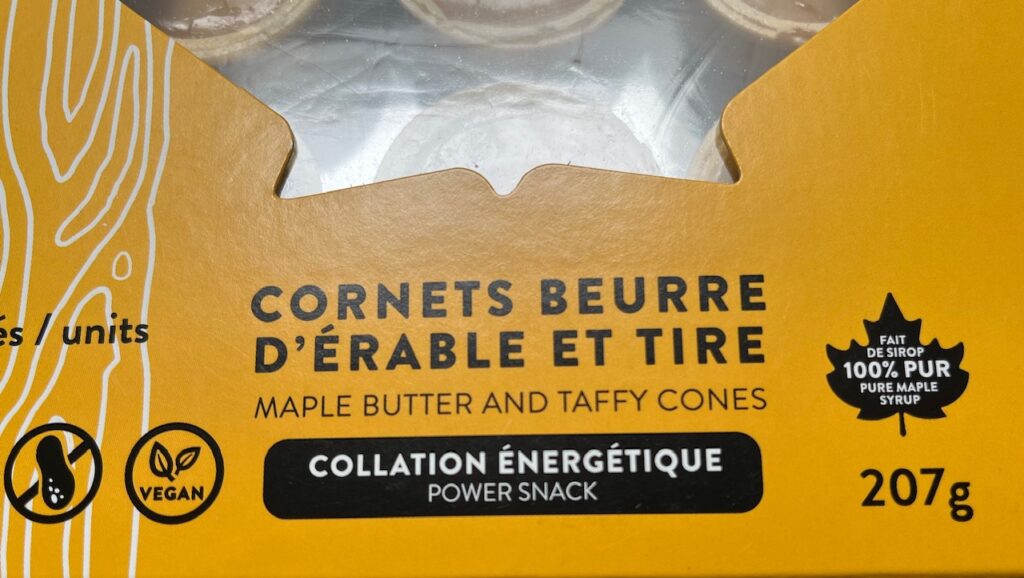 CORNETS BEURRE
D'ÉRABLE ET TIRE
MAPLE BUTTER AND TAFFY CONES
COLLATION ÉNERGÉTIQUE
POWER SNACK
/ units
VEGAN
FAIT
DE SIROP
100% PUR
PURE MAPLE
SYRUP
207g